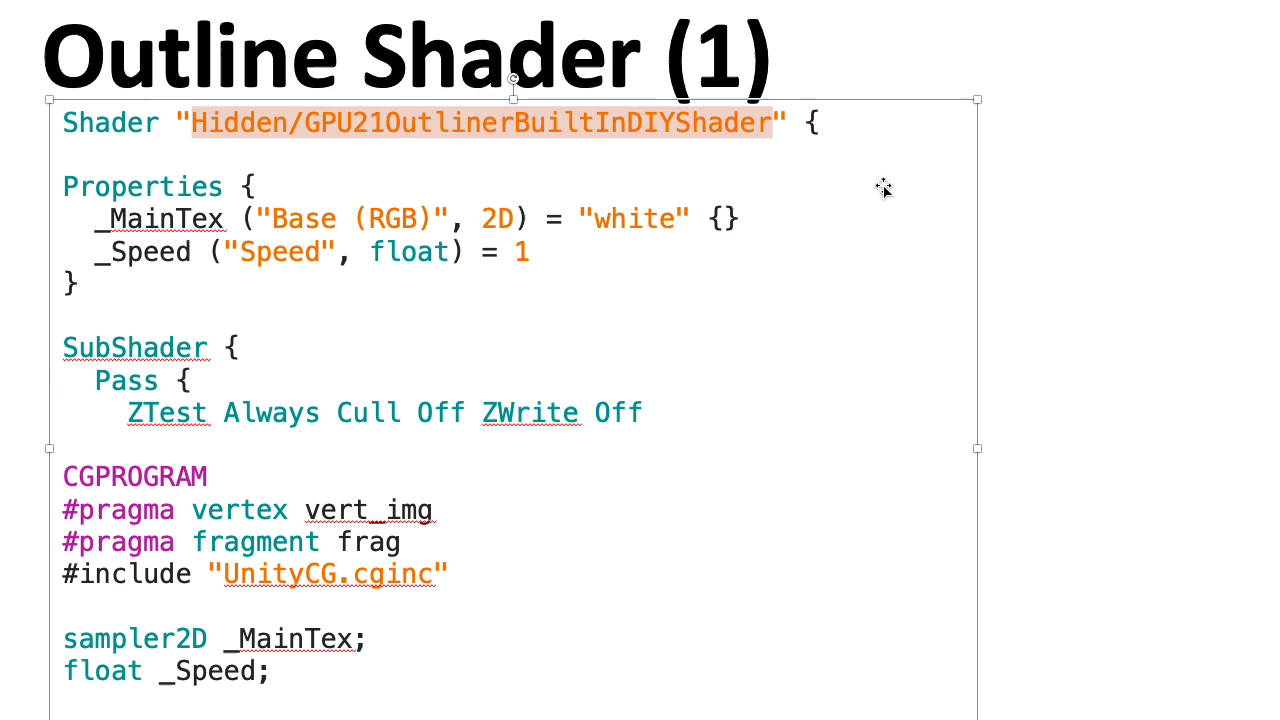 Outline Shader (1)
Shader "Hidden/GPU21OutlinerBuiltInDIYShader" {
Properties {
_MainTex ("Base (RGB)", 2D) = "white" {}
_Speed ("Speed", float) = 1
}
SubShader {
Pass {
ZTest Always Cull Off ZWrite Off
CGPROGRAM
#pragma vertex vert_img
#pragma fragment frag
#include "UnityCG.cginc"
sampler2D _MainTex;
float _Speed;